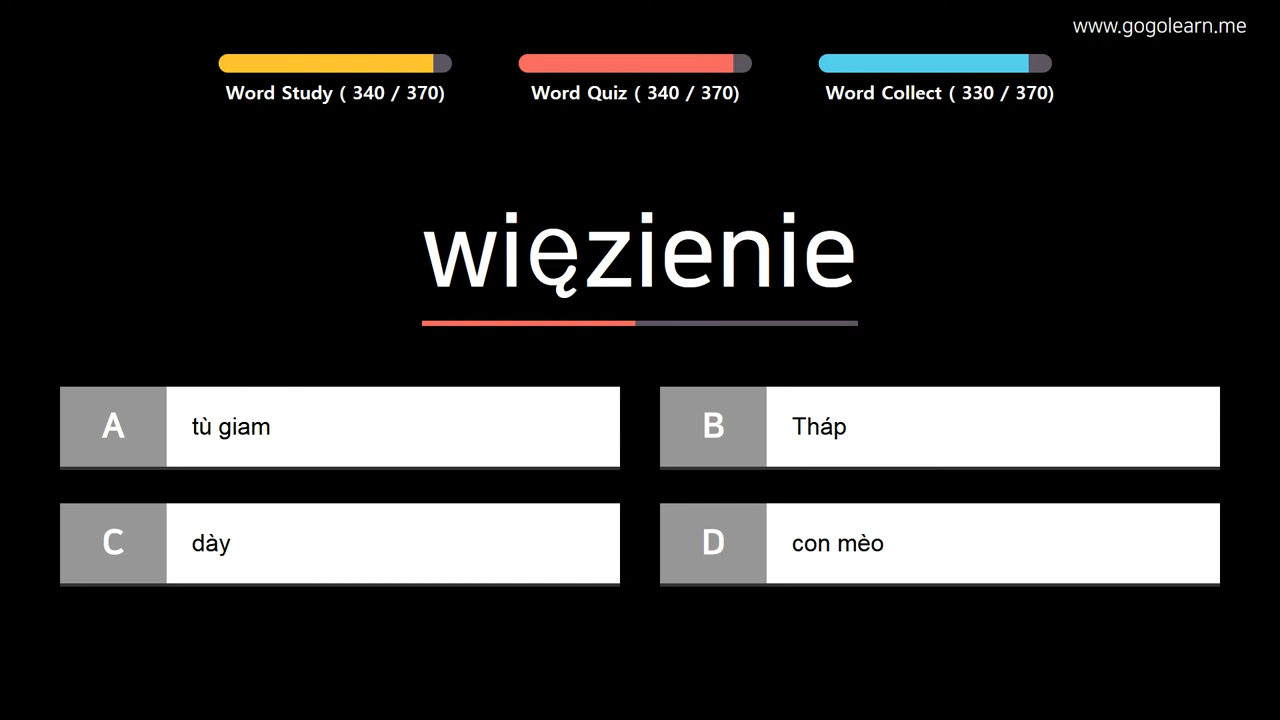 www.gogolearn.me
Word Study ( 340 / 370)
Word Quiz ( 340 / 370)
Word Collect ( 330 / 370)
więzienie
A tù giam
B Tháp
C dày
D con mèo